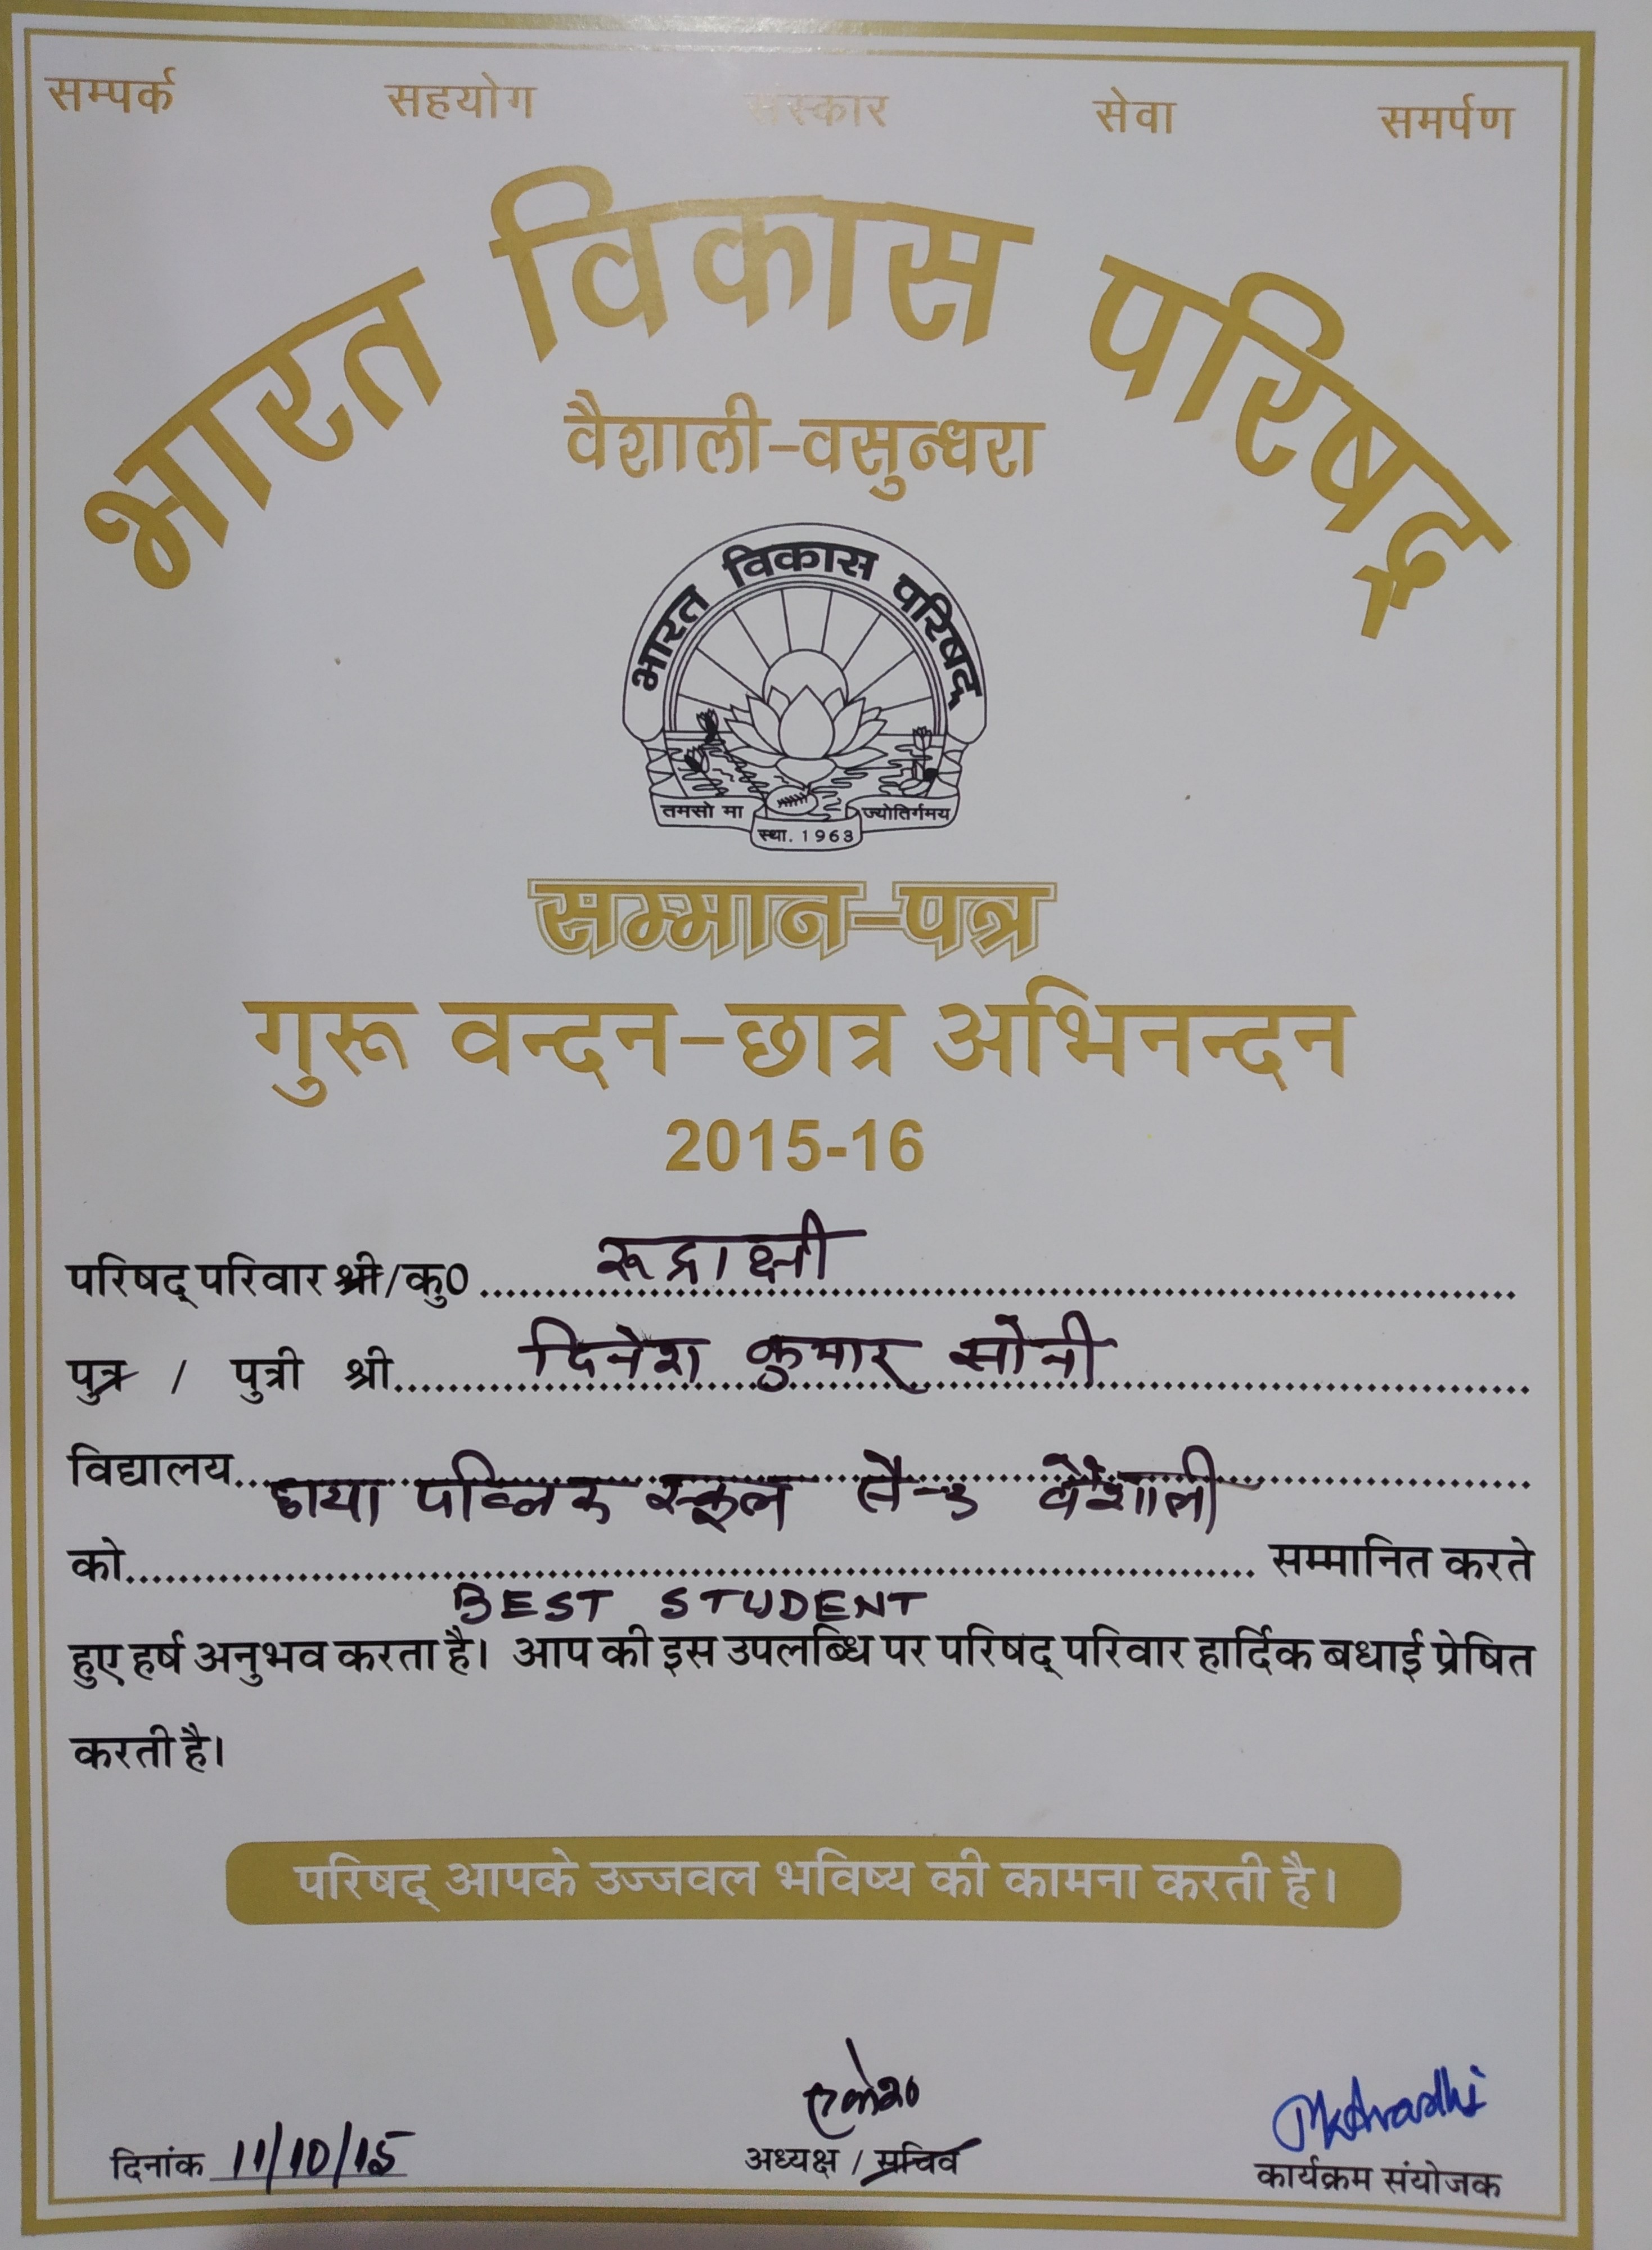 सम्पर्क सहयोग संस्कार सेवा समर्पण
भारत विकास परिषद्
वैशाली-वसुन्धरा
भारत विकास परिषद्
तमसो मा ज्योतिर्गमय
स्था. 1963
सम्मान-पत्र
गुरू वन्दन-छात्र अभिनन्दन
2015-16
परिषद् परिवार श्री/कु0 रूद्राक्षी
पुत्र / पुत्री श्री दिनेश कुमार सोनी
विद्यालय
छाया पब्लिक स्कूल सै-3 वैशाली
को सम्मानित करते
BEST STUDENT
हुए हर्ष अनुभव करता है। आप की इस उपलब्धि पर परिषद् परिवार हार्दिक बधाई प्रेषित
करती है।
परिषद् आपके उज्जवल भविष्य की कामना करती है।
दिनांक 11/10/15
अध्यक्ष / सचिव
कार्यक्रम संयोजक